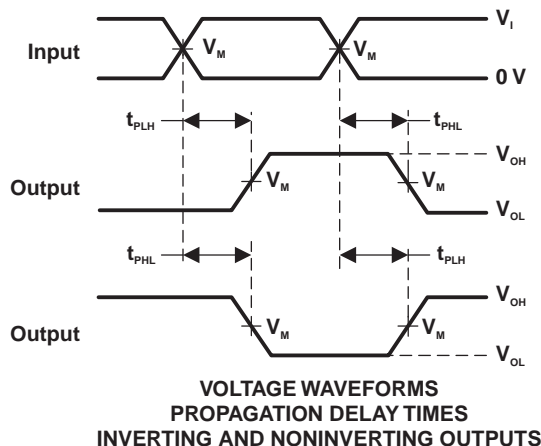 V_I
Input
V_M V_M
0 V
t_PLH t_PHL
V_OH
Output
V_M V_M
V_OL
t_PHL t_PLH
V_OH
Output
V_M V_M
V_OL
VOLTAGE WAVEFORMS
PROPAGATION DELAY TIMES
INVERTING AND NONINVERTING OUTPUTS